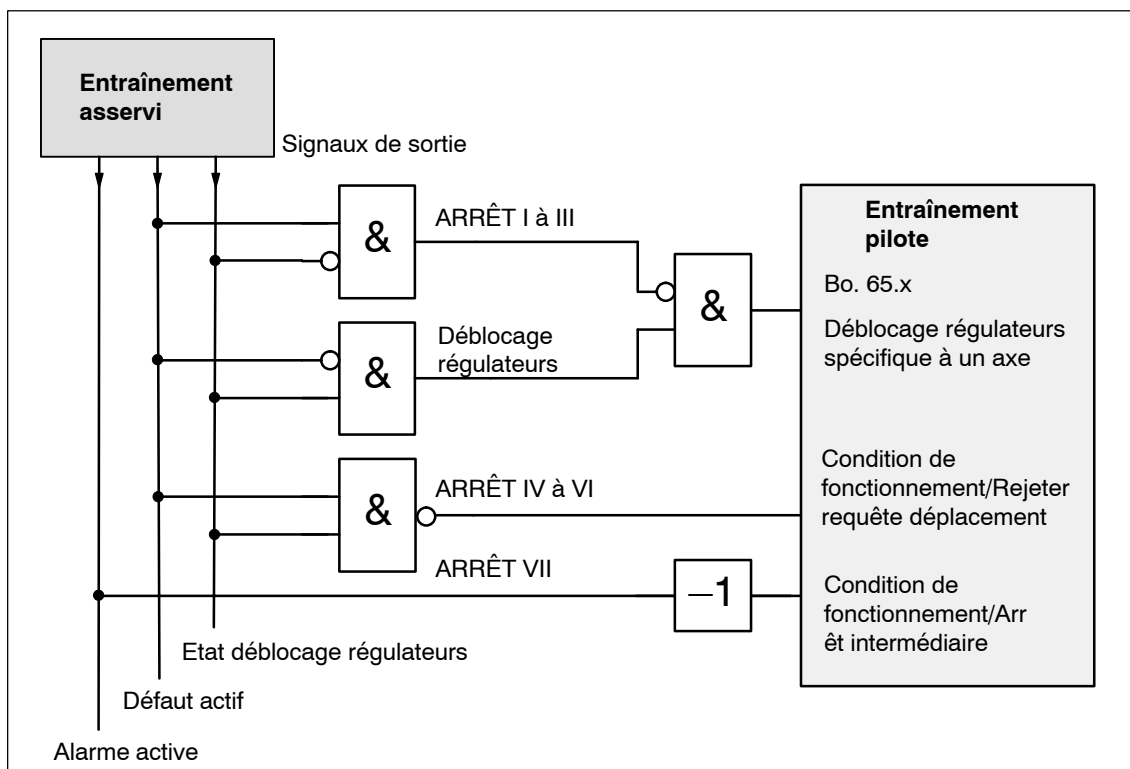 Entraînement
asservi
Signaux de sortie
&
ARRÊT I à III
&
Déblocage
régulateurs
&
&
ARRÊT IV à VI
ARRÊT VII
−1
Entraînement
pilote
Bo. 65.x
Déblocage régulateurs
spécifique à un axe
Condition de
fonctionnement/Rejeter
requête déplacement
Condition de
fonctionnement/Arr
êt intermédiaire
Etat déblocage régulateurs
Défaut actif
Alarme active